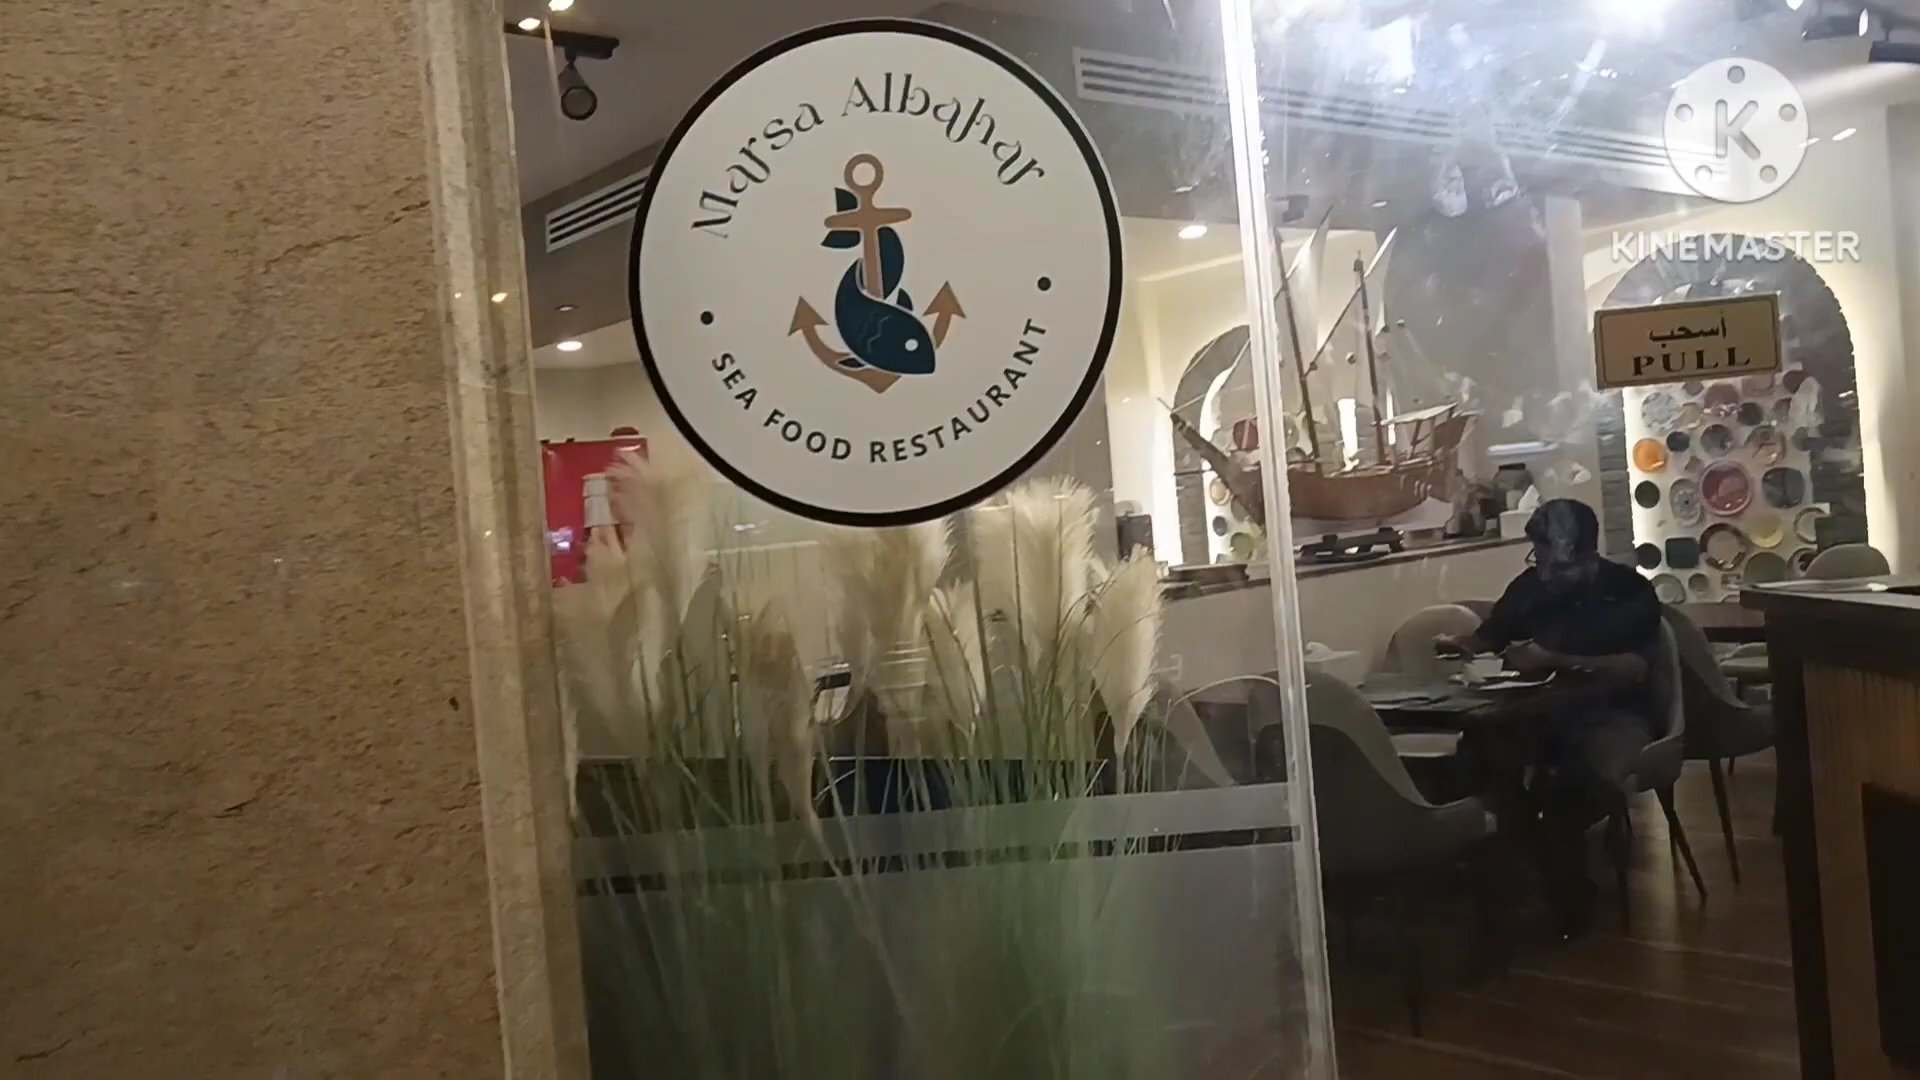 Marsa Albahar
SEA FOOD RESTAURANT
K
KINEMASTER
أسحب
PULL